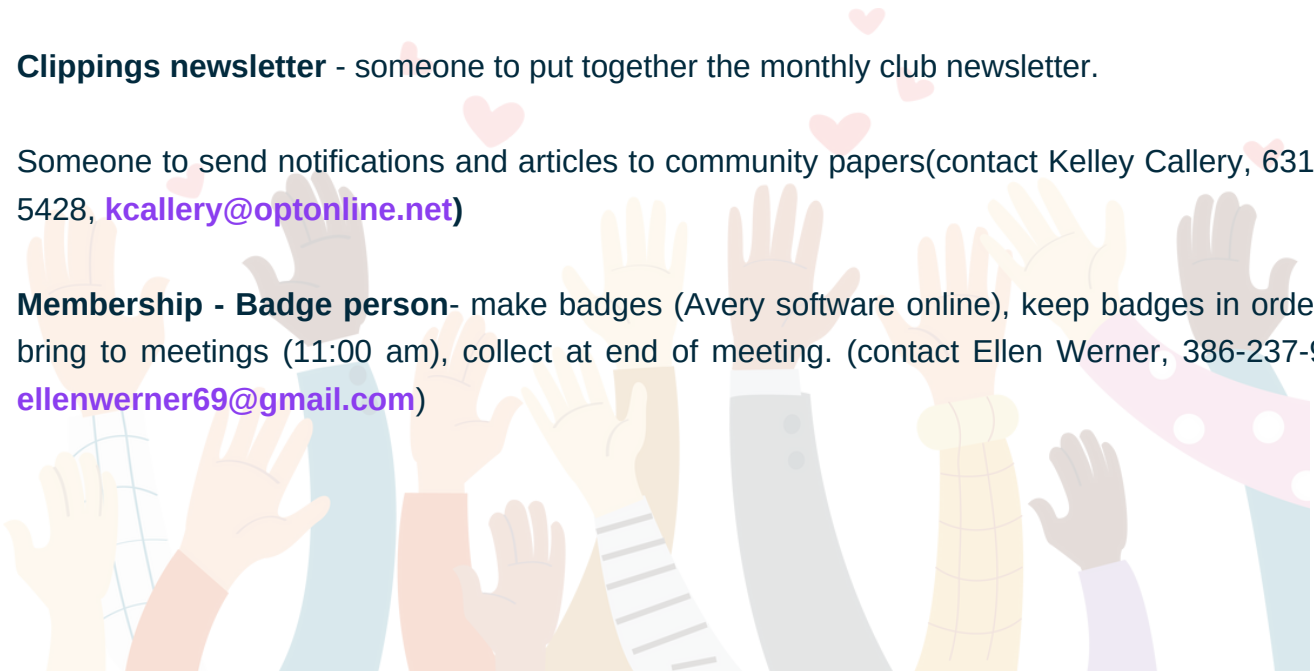 Clippings newsletter - someone to put together the monthly club newsletter.
Someone to send notifications and articles to community papers(contact Kelley Callery, 631
5428, kcallery@optonline.net)
Membership - Badge person- make badges (Avery software online), keep badges in orde
bring to meetings (11:00 am), collect at end of meeting. (contact Ellen Werner, 386-237-9
ellenwerner69@gmail.com)